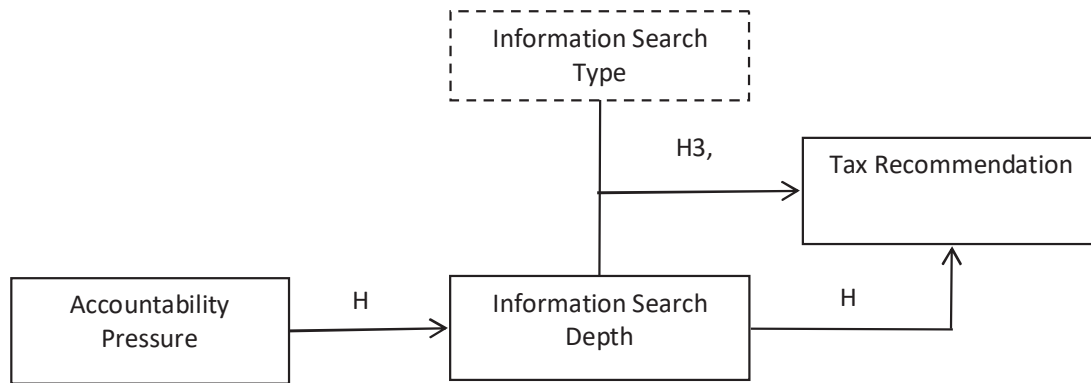 Information Search
Type
H3,
Tax Recommendation
Accountability
Pressure
H
Information Search
Depth
H